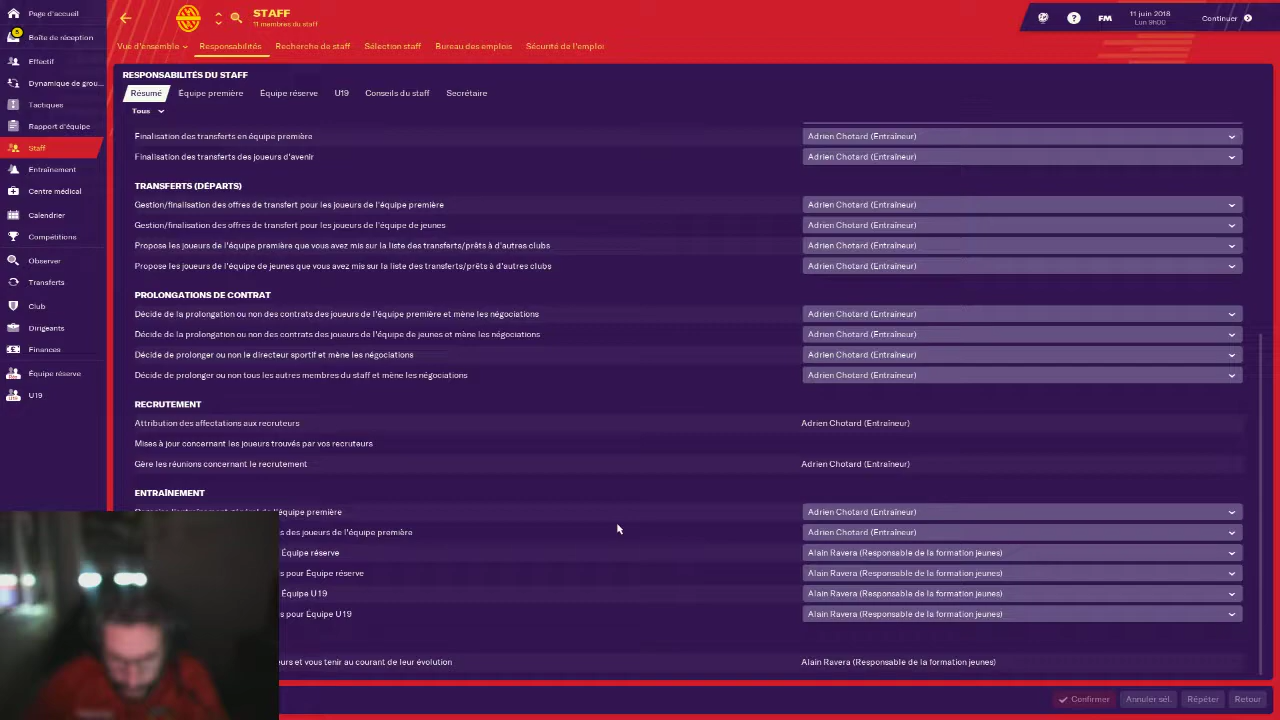 Page d'accueil
5
Boîte de réception
Effectif
Dynamique de grou...
Tactiques
Rapport d'équipe
Staff
Entraînement
Centre médical
Calendrier
Compétitions
Observer
Transferts
Club
Dirigeants
Finances
Équipe réserve
U19
STAFF
11 membres du staff
FM
11 juin 2018
Lun 9h00
Continuer
Vue d'ensemble
Responsabilités
Recherche de staff
Sélection staff
Bureau des emplois
Sécurité de l'emploi
RESPONSABILITÉS DU STAFF
Résumé
Équipe première
Équipe réserve
U19
Conseils du staff
Secrétaire
Tous
Finalisation des transferts en équipe première Adrien Chotard (Entraîneur)
Finalisation des transferts des joueurs d'avenir Adrien Chotard (Entraîneur)
TRANSFERTS (DÉPARTS)
Gestion/finalisation des offres de transfert pour les joueurs de l'équipe première Adrien Chotard (Entraîneur)
Gestion/finalisation des offres de transfert pour les joueurs de l'équipe de jeunes Adrien Chotard (Entraîneur)
Propose les joueurs de l'équipe première que vous avez mis sur la liste des transferts/prêts à d'autres clubs Adrien Chotard (Entraîneur)
Propose les joueurs de l'équipe de jeunes que vous avez mis sur la liste des transferts/prêts à d'autres clubs Adrien Chotard (Entraîneur)
PROLONGATIONS DE CONTRAT
Décide de la prolongation ou non des contrats des joueurs de l'équipe première et mène les négociations Adrien Chotard (Entraîneur)
Décide de la prolongation ou non des contrats des joueurs de l'équipe de jeunes et mène les négociations Adrien Chotard (Entraîneur)
Décide de prolonger ou non le directeur sportif et mène les négociations Adrien Chotard (Entraîneur)
Décide de prolonger ou non tous les autres membres du staff et mène les négociations Adrien Chotard (Entraîneur)
RECRUTEMENT
Attribution des affectations aux recruteurs Adrien Chotard (Entraîneur)
Mises à jour concernant les joueurs trouvés par vos recruteurs
Gère les réunions concernant le recrutement Adrien Chotard (Entraîneur)
ENTRAÎNEMENT
l'équipe première Adrien Chotard (Entraîneur)
des joueurs de l'équipe première Adrien Chotard (Entraîneur)
Équipe réserve Alain Ravera (Responsable de la formation jeunes)
pour Équipe réserve Alain Ravera (Responsable de la formation jeunes)
Équipe U19 Alain Ravera (Responsable de la formation jeunes)
pour Équipe U19 Alain Ravera (Responsable de la formation jeunes)
et vous tenir au courant de leur évolution Alain Ravera (Responsable de la formation jeunes)
Confirmer
Annuler sél.
Répéter
Retour